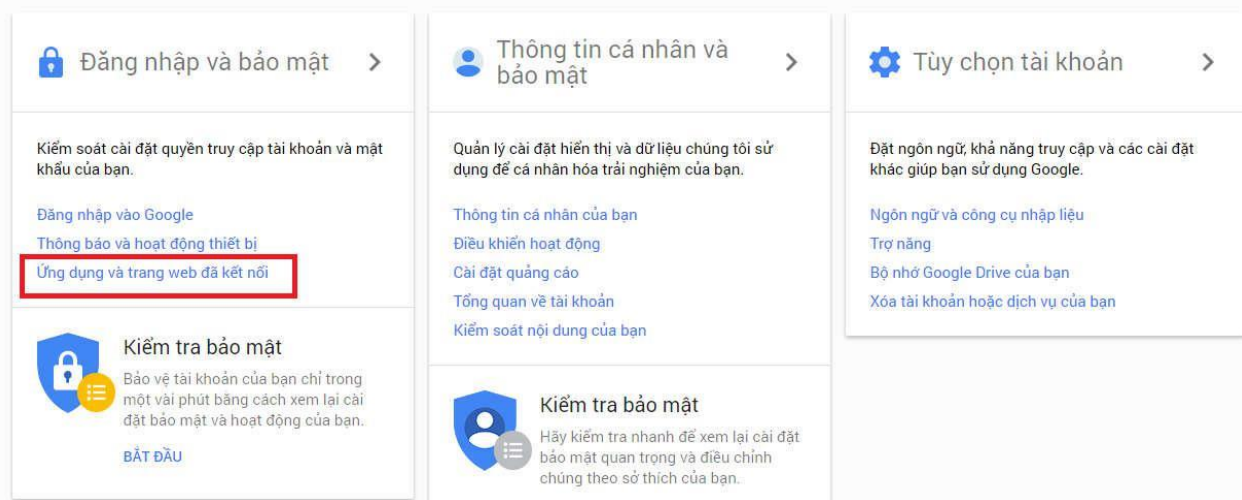 Đăng nhập và bảo mật
Kiểm soát cài đặt quyền truy cập tài khoản và mật
khẩu của bạn.
Đăng nhập vào Google
Thông báo và hoạt động thiết bị
Ứng dụng và trang web đã kết nối
Kiểm tra bảo mật
Bảo vệ tài khoản của bạn chỉ trong
một vài phút bằng cách xem lại cài
đặt bảo mật và hoạt động của bạn.
BẮT ĐẦU
Thông tin cá nhân và
bảo mật
Quản lý cài đặt hiển thị và dữ liệu chúng tôi sử
dụng để cá nhân hóa trải nghiệm của bạn.
Thông tin cá nhân của bạn
Điều khiển hoạt động
Cài đặt quảng cáo
Tổng quan về tài khoản
Kiểm soát nội dung của bạn
Kiểm tra bảo mật
Hãy kiểm tra nhanh để xem lại cài đặt
bảo mật quan trọng và điều chỉnh
chúng theo sở thích của bạn.
Tùy chọn tài khoản
Đặt ngôn ngữ, khả năng truy cập và các cài đặt
khác giúp bạn sử dụng Google.
Ngôn ngữ và công cụ nhập liệu
Trợ năng
Bộ nhớ Google Drive của bạn
Xóa tài khoản hoặc dịch vụ của bạn